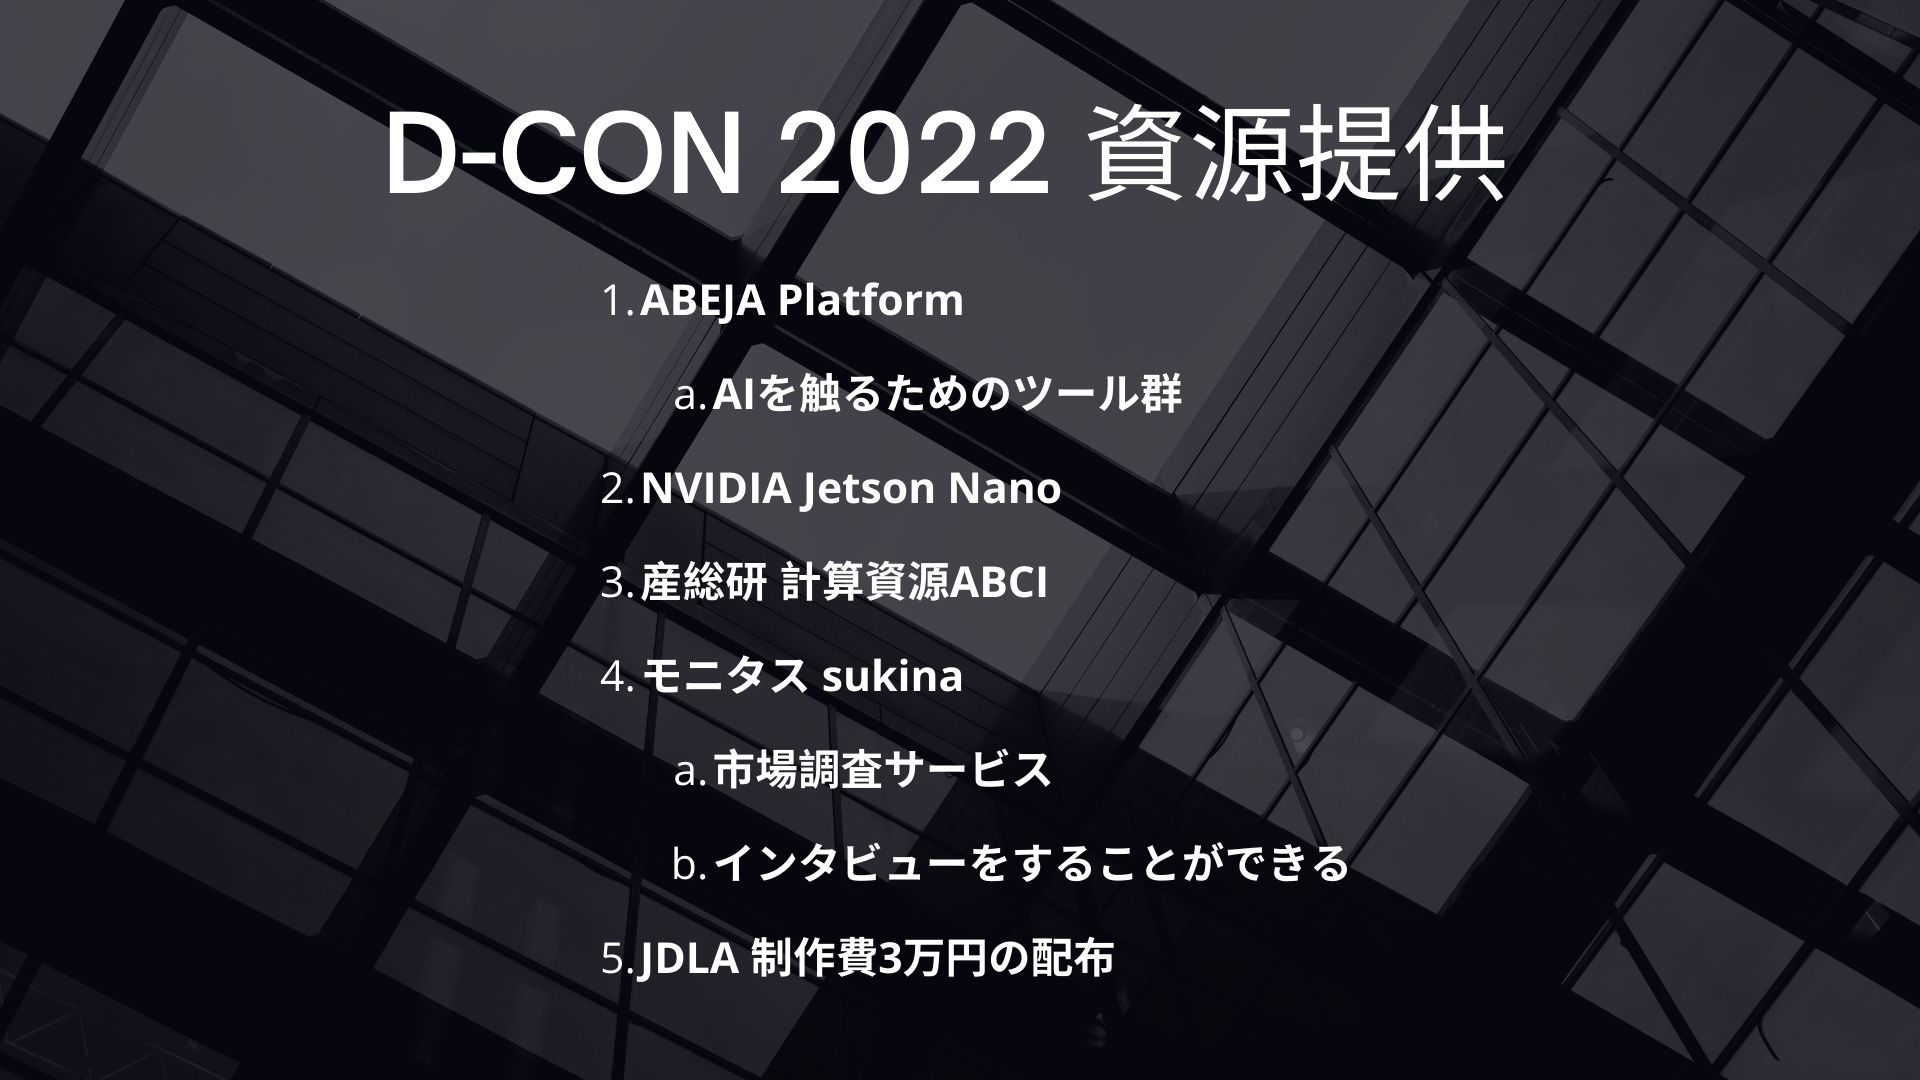 D-CON 2022 資源提供
1. ABEJA Platform
a. AIを触るためのツール群
2. NVIDIA Jetson Nano
3. 産総研 計算資源ABCI
4. モニタス sukina
a. 市場調査サービス
b. インタビューをすることができる
5. JDLA 制作費3万円の配布